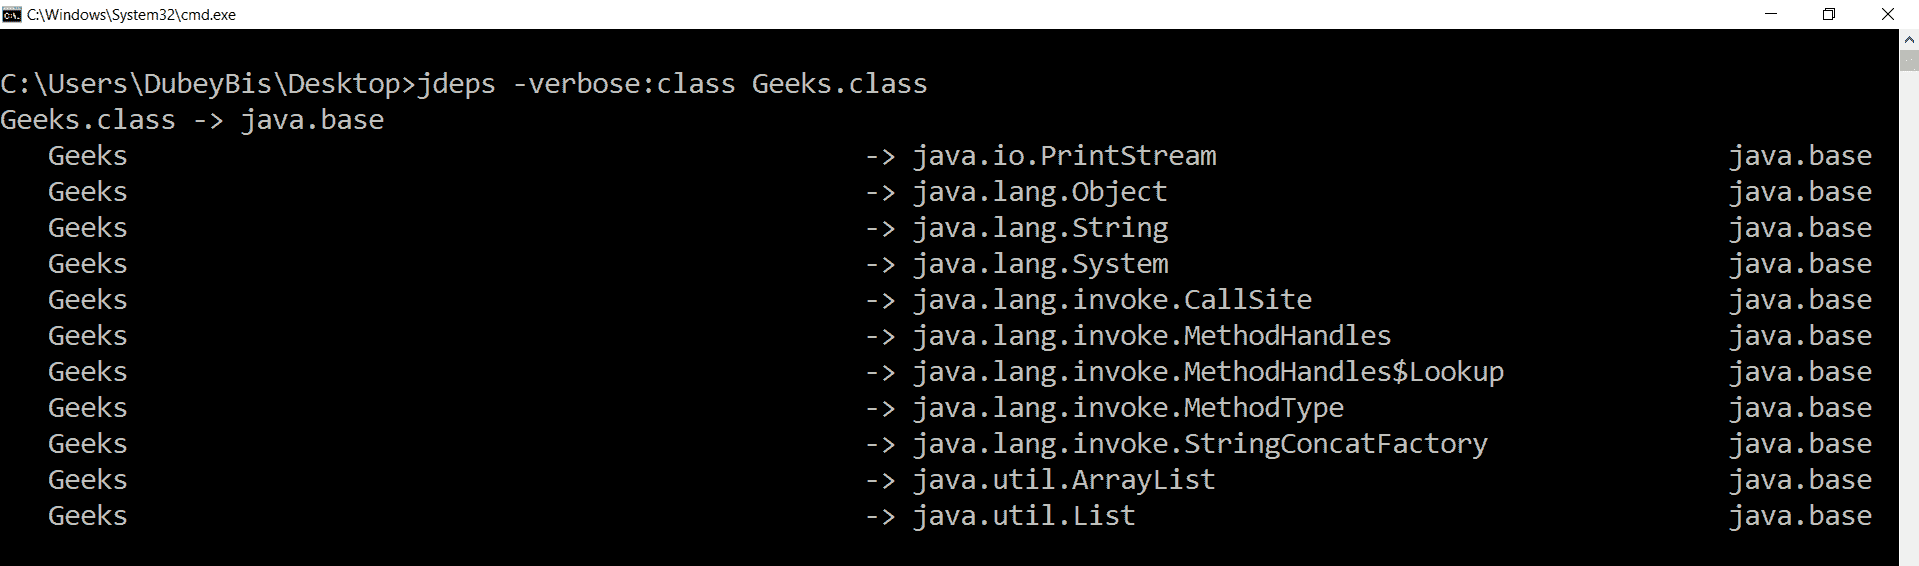 C:\Windows\System32\cmd.exe
C:\Users\DubeyBis\Desktop>jdeps -verbose:class Geeks.class
Geeks.class -> java.base
Geeks -> java.io.PrintStream java.base
Geeks -> java.lang.Object java.base
Geeks -> java.lang.String java.base
Geeks -> java.lang.System java.base
Geeks -> java.lang.invoke.CallSite java.base
Geeks -> java.lang.invoke.MethodHandles java.base
Geeks -> java.lang.invoke.MethodHandles$Lookup java.base
Geeks -> java.lang.invoke.MethodType java.base
Geeks -> java.lang.invoke.StringConcatFactory java.base
Geeks -> java.util.ArrayList java.base
Geeks -> java.util.List java.base